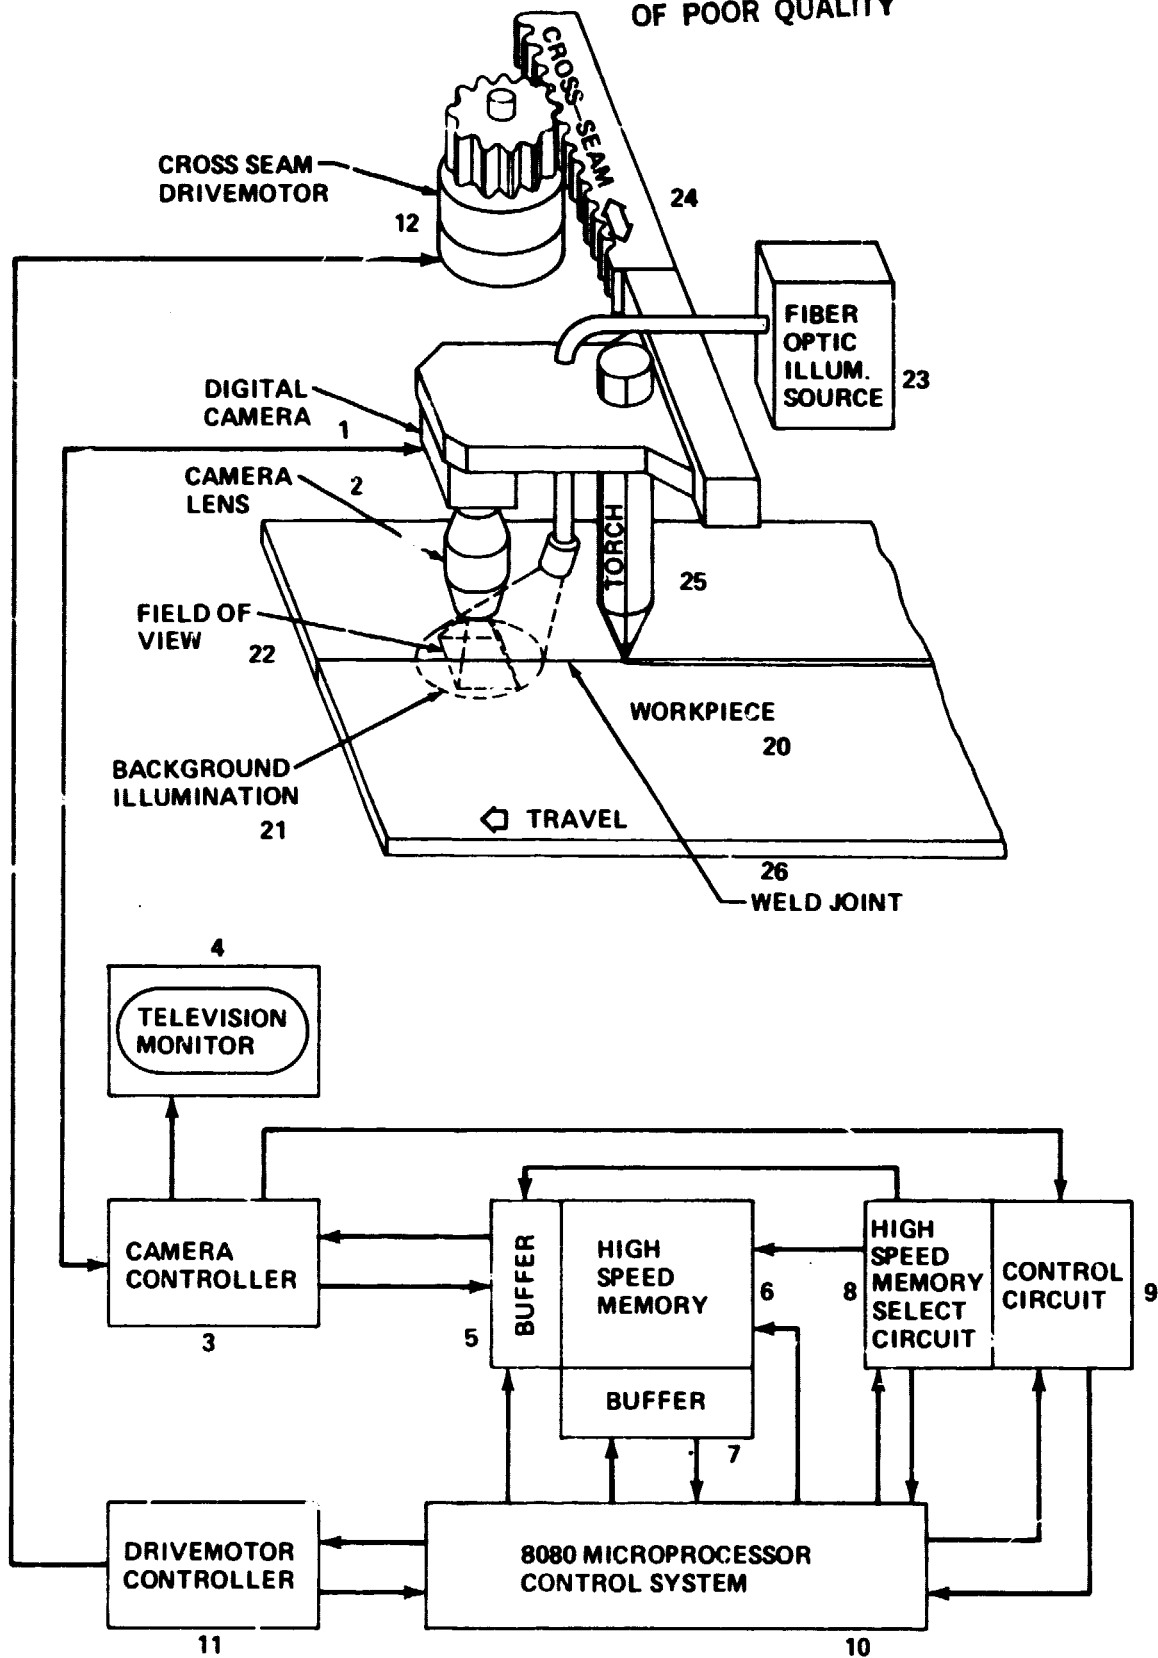 OF POOR QUALITY
CROSS-SEAM
CROSS SEAM
DRIVEMOTOR
12
24
FIBER
OPTIC
ILLUM.
SOURCE
23
DIGITAL
CAMERA
1
CAMERA
LENS
2
TORCH
25
FIELD OF
VIEW
22
WORKPIECE
20
BACKGROUND
ILLUMINATION
21
TRAVEL
26
WELD JOINT
4
TELEVISION
MONITOR
CAMERA
CONTROLLER
3
BUFFER
5
HIGH
SPEED
MEMORY
6
BUFFER
7
HIGH
SPEED
MEMORY
SELECT
CIRCUIT
8
CONTROL
CIRCUIT
9
DRIVEMOTOR
CONTROLLER
11
8080 MICROPROCESSOR
CONTROL SYSTEM
10